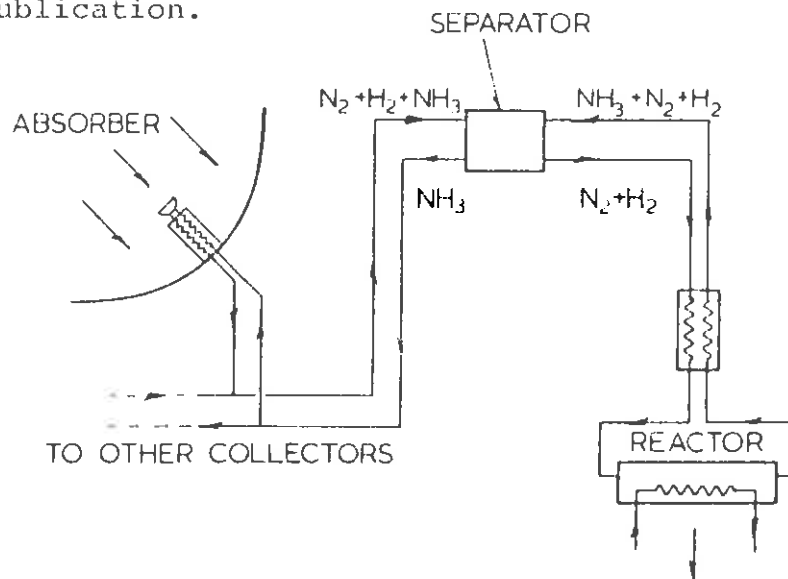 ublication.
SEPARATOR
N₂+H₂+NH₃
NH₃+N₂+H₂
ABSORBER
NH₃
N₂+H₂
TO OTHER COLLECTORS
REACTOR